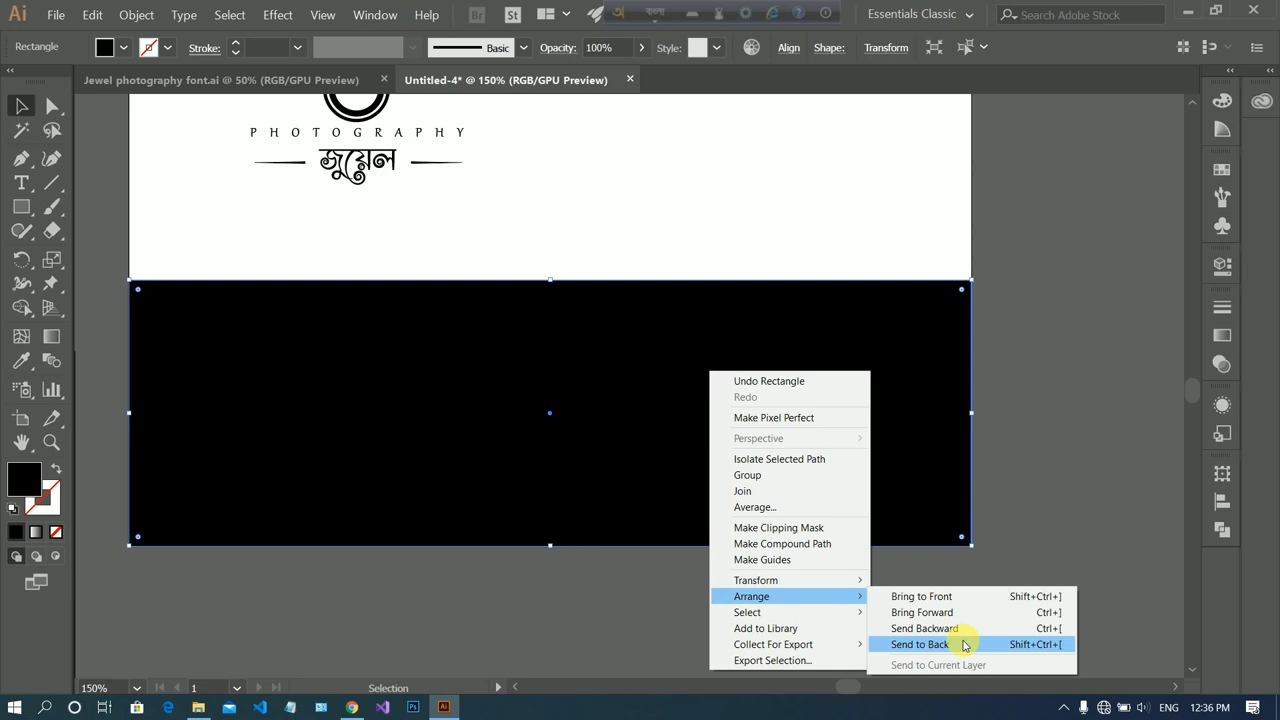 Ai File Edit Object Type Select Effect View Window Help Br St Essentials Classic Search Adobe Stock
Rectangle Stroke: Basic Opacity: 100% Style: Align Shape: Transform
Jewel photography font.ai @ 50% (RGB/GPU Preview) × Untitled-4* @ 150% (RGB/GPU Preview) ×
PHOTOGRAPHY
জুয়েল
Undo Rectangle
Redo
Make Pixel Perfect
Perspective
Isolate Selected Path
Group
Join
Average...
Make Clipping Mask
Make Compound Path
Make Guides
Transform
Arrange
Select
Add to Library
Collect For Export
Export Selection...
Bring to Front Shift+Ctrl+]
Bring Forward Ctrl+]
Send Backward Ctrl+[
Send to Back Shift+Ctrl+[
Send to Current Layer
150% 1 Selection
Ps Ai ENG 12:36 PM